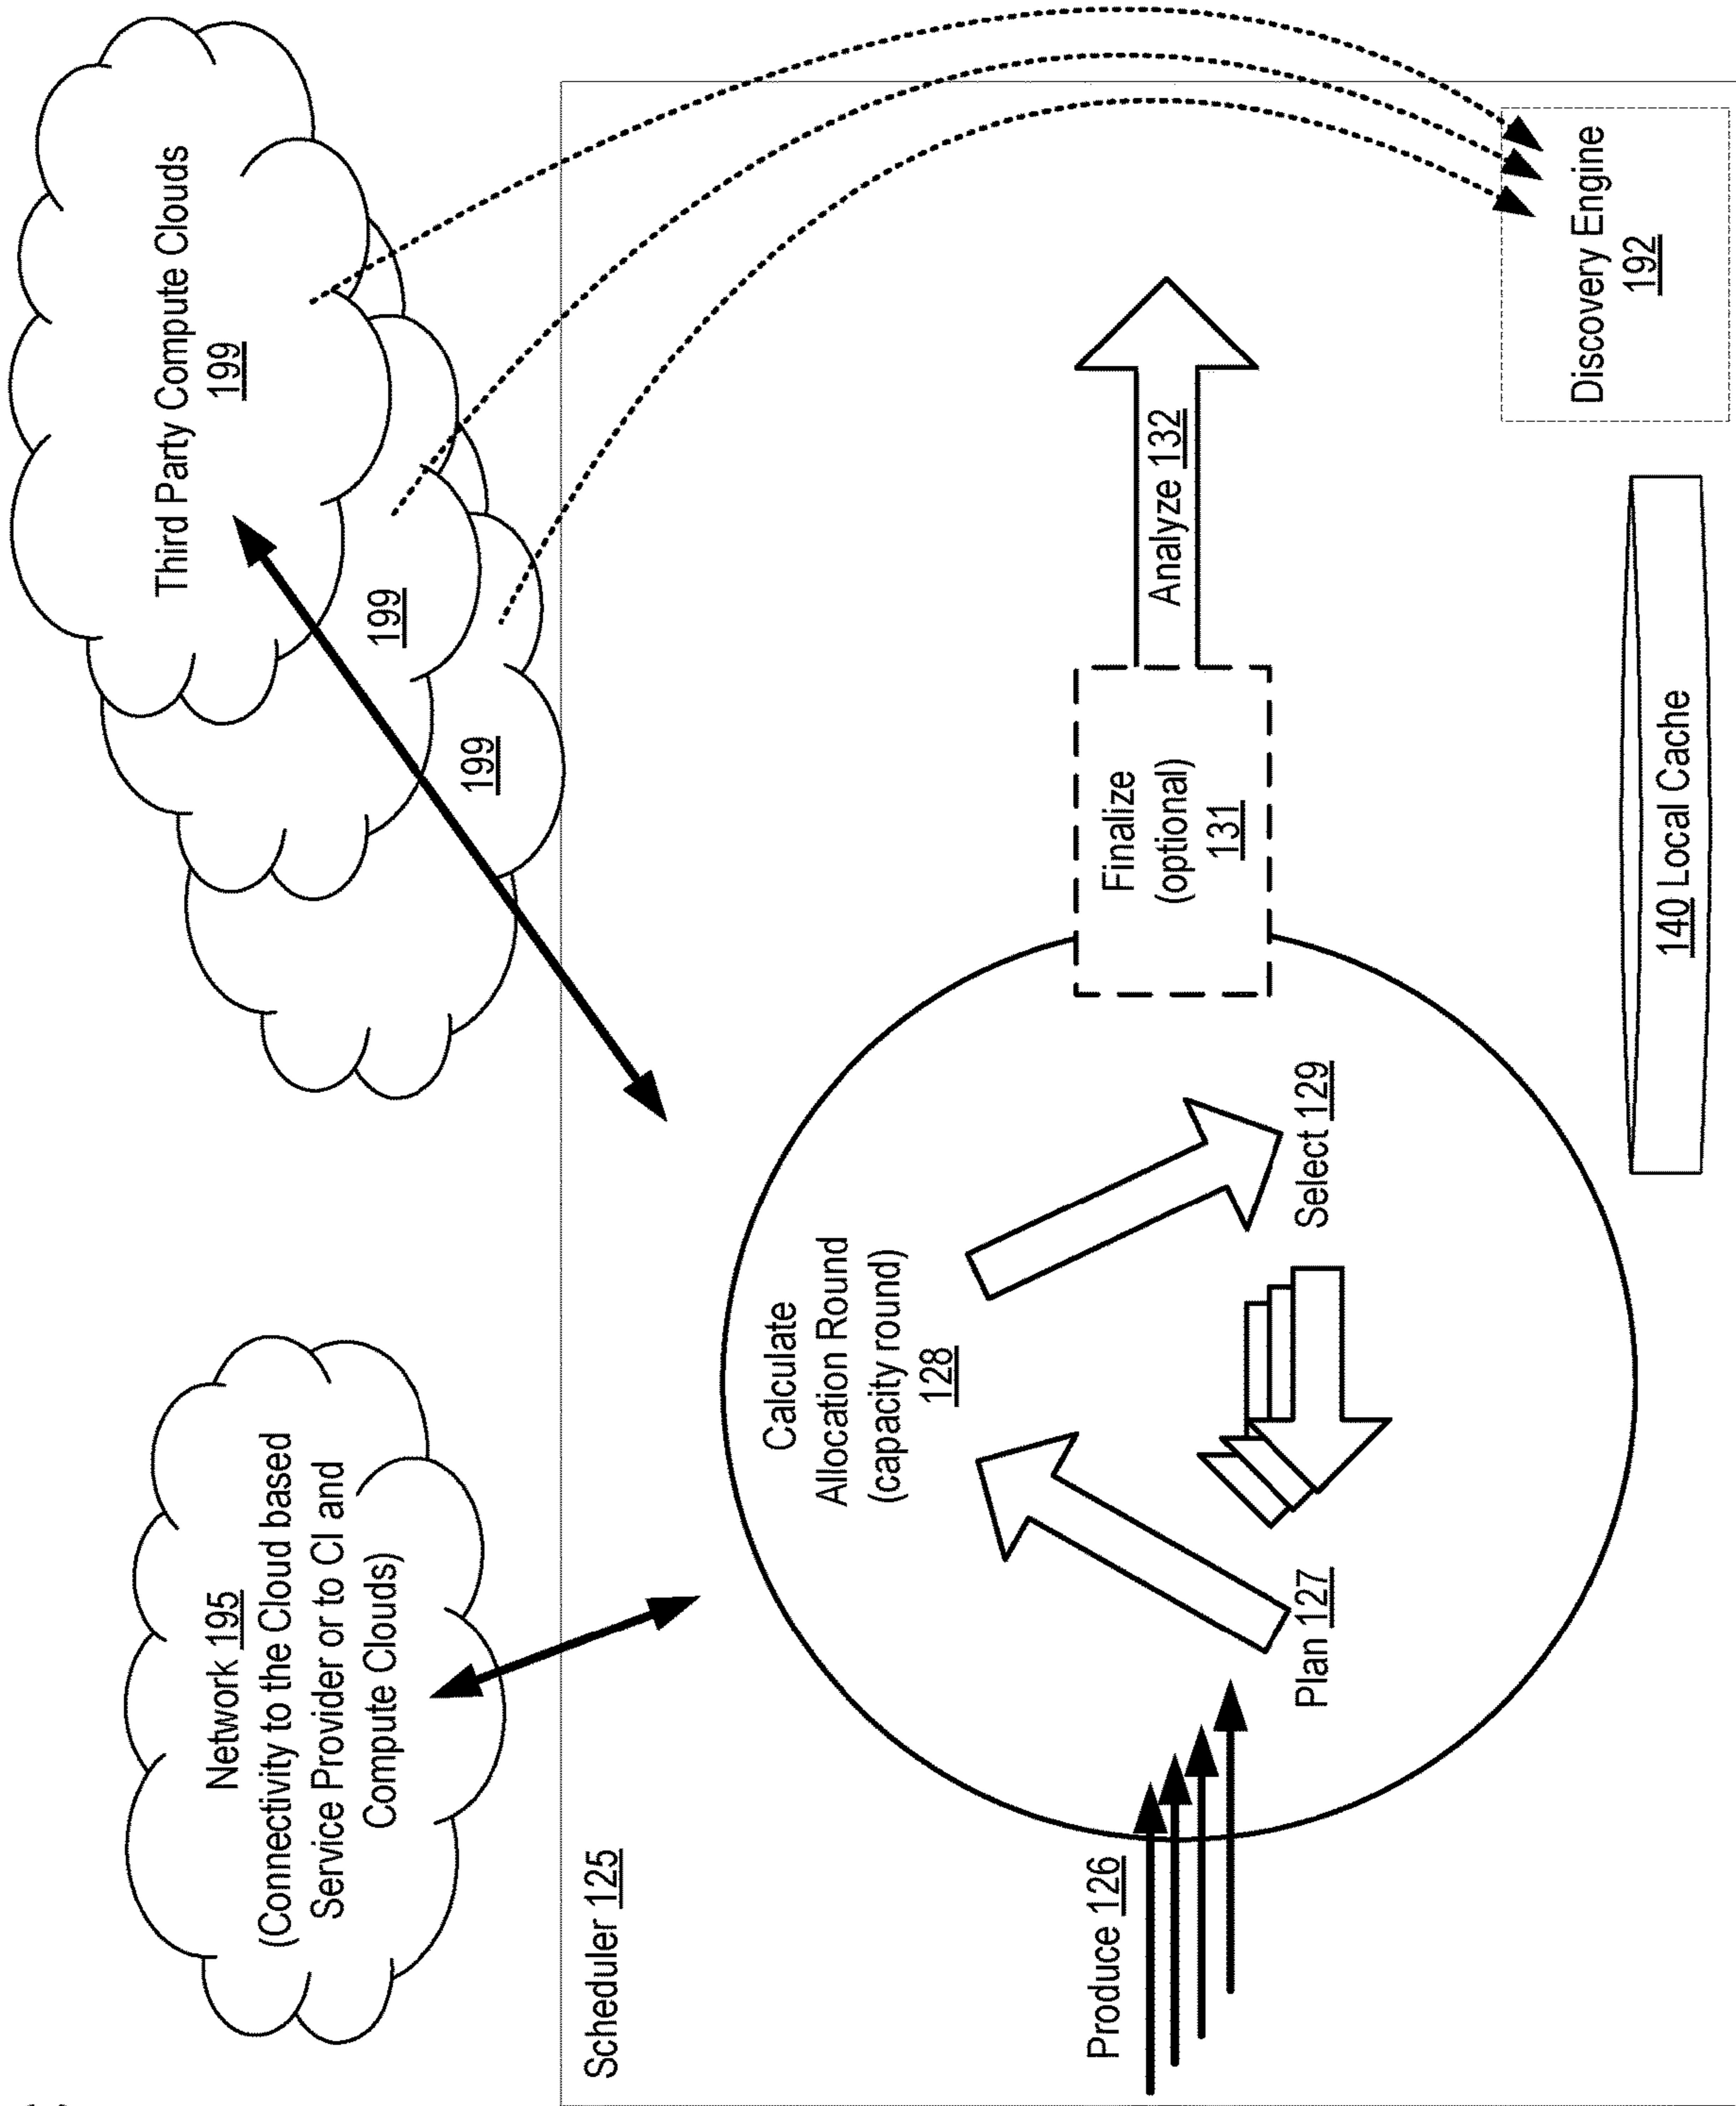 Network 195
(Connectivity to the Cloud based
Service Provider or to CI and
Compute Clouds)
Third Party Compute Clouds
199
199
199
Scheduler 125
Calculate
Allocation Round
(capacity round)
128
Produce 126
Plan 127
Select 129
Finalize
(optional)
131
Analyze 132
140 Local Cache
Discovery Engine
192